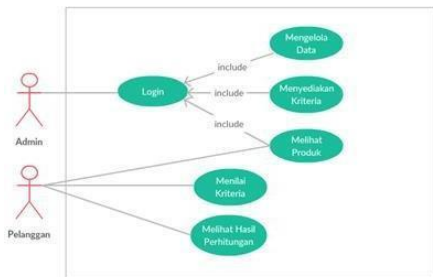 Mengelola
Data
include
Login
include
Menyediakan
Kriteria
include
Admin
Melihat
Produk
Menilai
Kriteria
Pelanggan
Melihat Hasil
Perhitungan